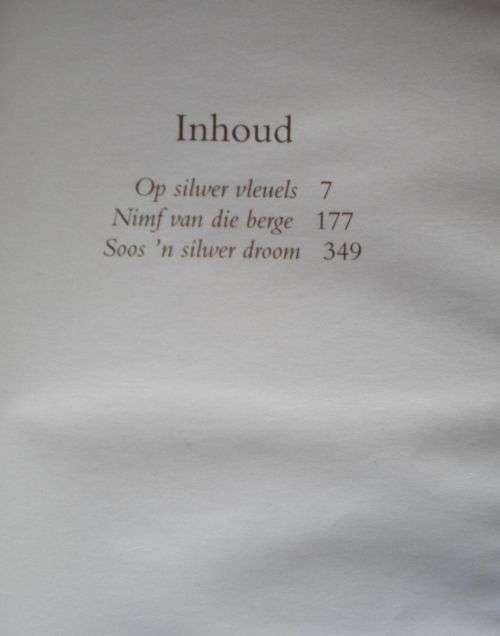 Inhoud
Op silwer vleuels 7
Nimf van die berge 177
Soos 'n silwer droom 349